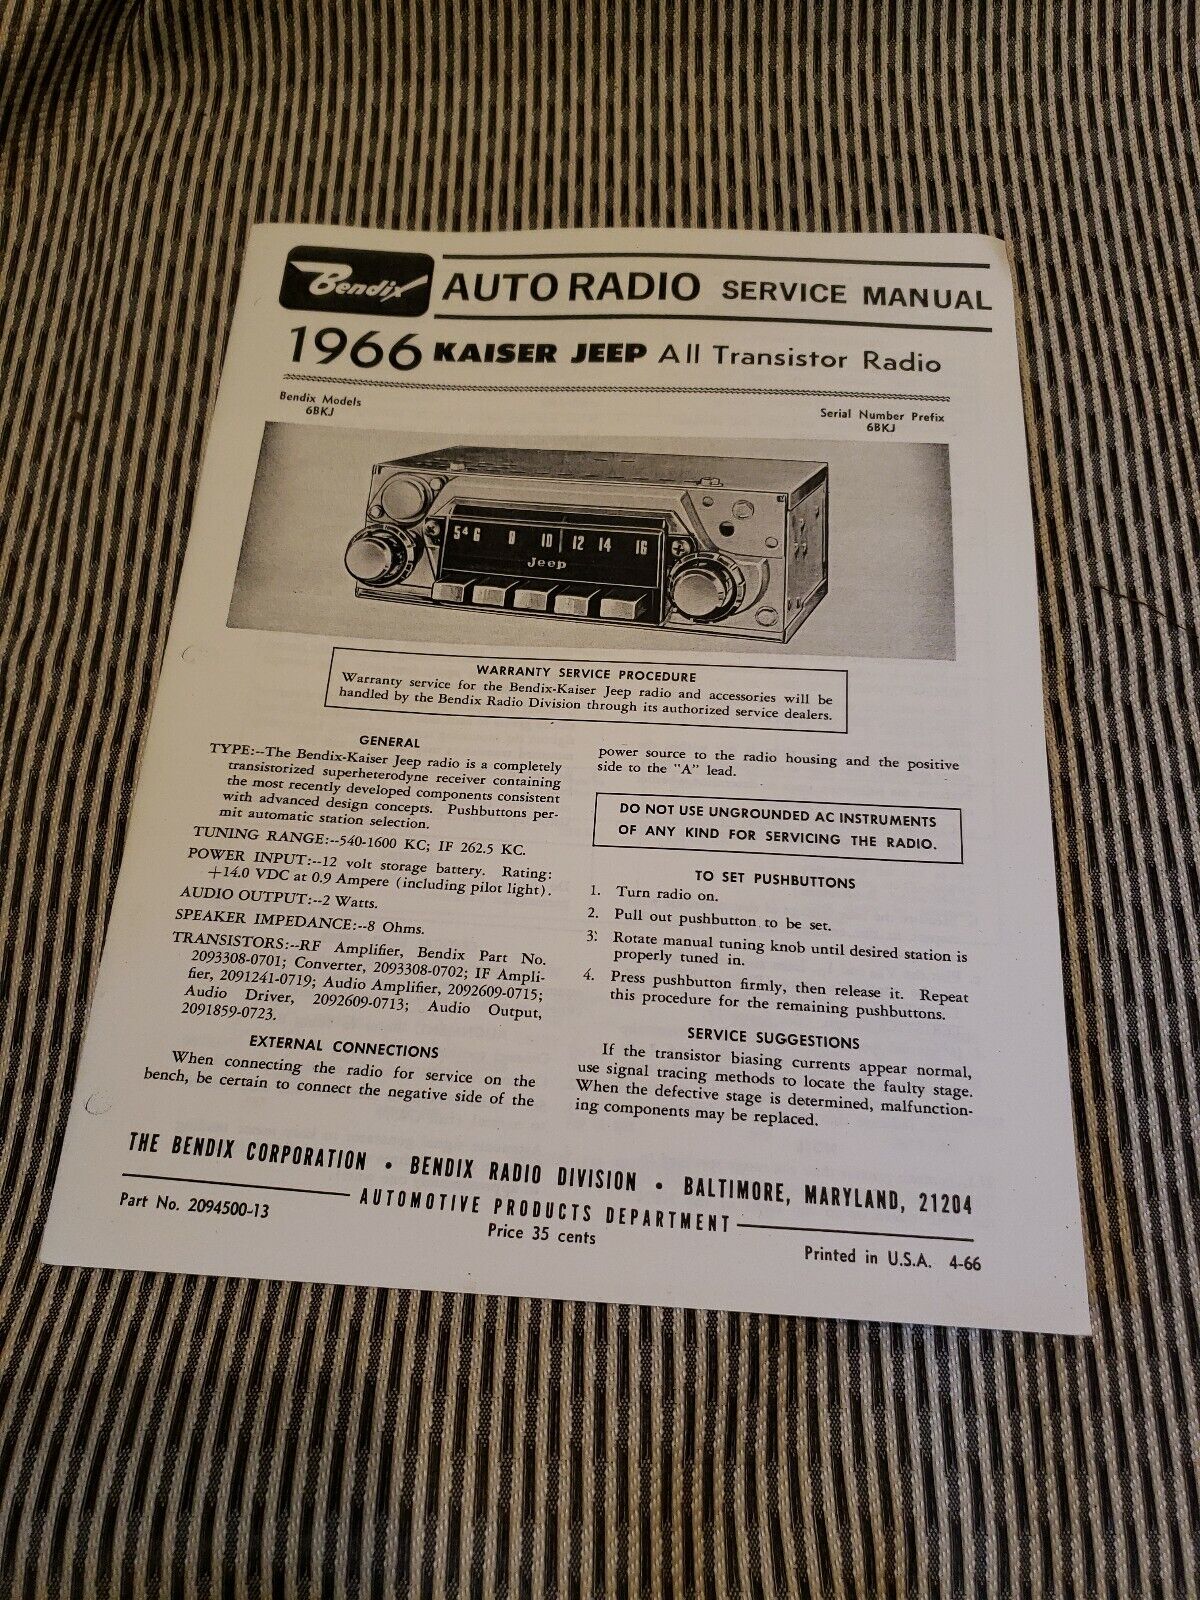 Bendix AUTO RADIO SERVICE MANUAL
1966 KAISER JEEP All Transistor Radio
Bendix Models
6BKJ
Serial Number Prefix
6BKJ
5⁴ 6 8 10 12 14 16
Jeep
WARRANTY SERVICE PROCEDURE
Warranty service for the Bendix-Kaiser Jeep radio and accessories will be
handled by the Bendix Radio Division through its authorized service dealers.
GENERAL
TYPE:--The Bendix-Kaiser Jeep radio is a completely
transistorized superheterodyne receiver containing
the most recently developed components consistent
with advanced design concepts. Pushbuttons per-
mit automatic station selection.
TUNING RANGE:--540-1600 KC; IF 262.5 KC.
POWER INPUT:--12 volt storage battery. Rating:
+14.0 VDC at 0.9 Ampere (including pilot light).
AUDIO OUTPUT:--2 Watts.
SPEAKER IMPEDANCE:--8 Ohms.
TRANSISTORS:--RF Amplifier, Bendix Part No.
2093308-0701; Converter, 2093308-0702; IF Ampli-
fier, 2091241-0719; Audio Amplifier, 2092609-0715;
Audio Driver, 2092609-0713; Audio Output,
2091859-0723.
EXTERNAL CONNECTIONS
When connecting the radio for service on the
bench, be certain to connect the negative side of the
power source to the radio housing and the positive
side to the "A" lead.
DO NOT USE UNGROUNDED AC INSTRUMENTS
OF ANY KIND FOR SERVICING THE RADIO.
TO SET PUSHBUTTONS
1. Turn radio on.
2. Pull out pushbutton to be set.
3. Rotate manual tuning knob until desired station is
properly tuned in.
4. Press pushbutton firmly, then release it. Repeat
this procedure for the remaining pushbuttons.
SERVICE SUGGESTIONS
If the transistor biasing currents appear normal,
use signal tracing methods to locate the faulty stage.
When the defective stage is determined, malfunction-
ing components may be replaced.
THE BENDIX CORPORATION • BENDIX RADIO DIVISION • BALTIMORE, MARYLAND, 21204
AUTOMOTIVE PRODUCTS DEPARTMENT
Part No. 2094500-13
Price 35 cents
Printed in U.S.A. 4-66